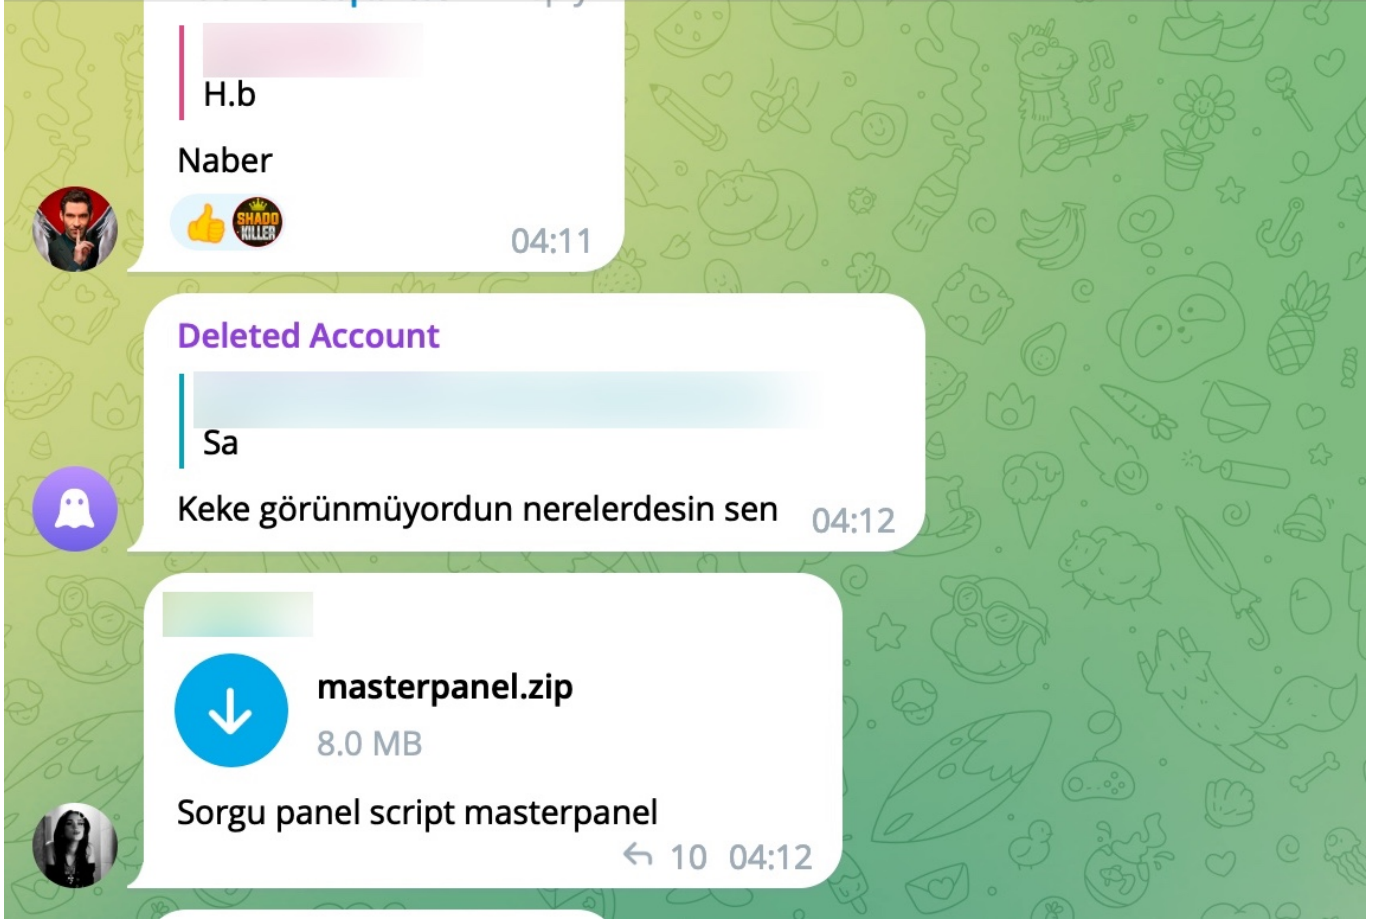 H.b
Naber
SHADO
KILLER
04:11
Deleted Account
Sa
Keke görünmüyordun nerelerdesin sen
04:12
masterpanel.zip
8.0 MB
Sorgu panel script masterpanel
10 04:12